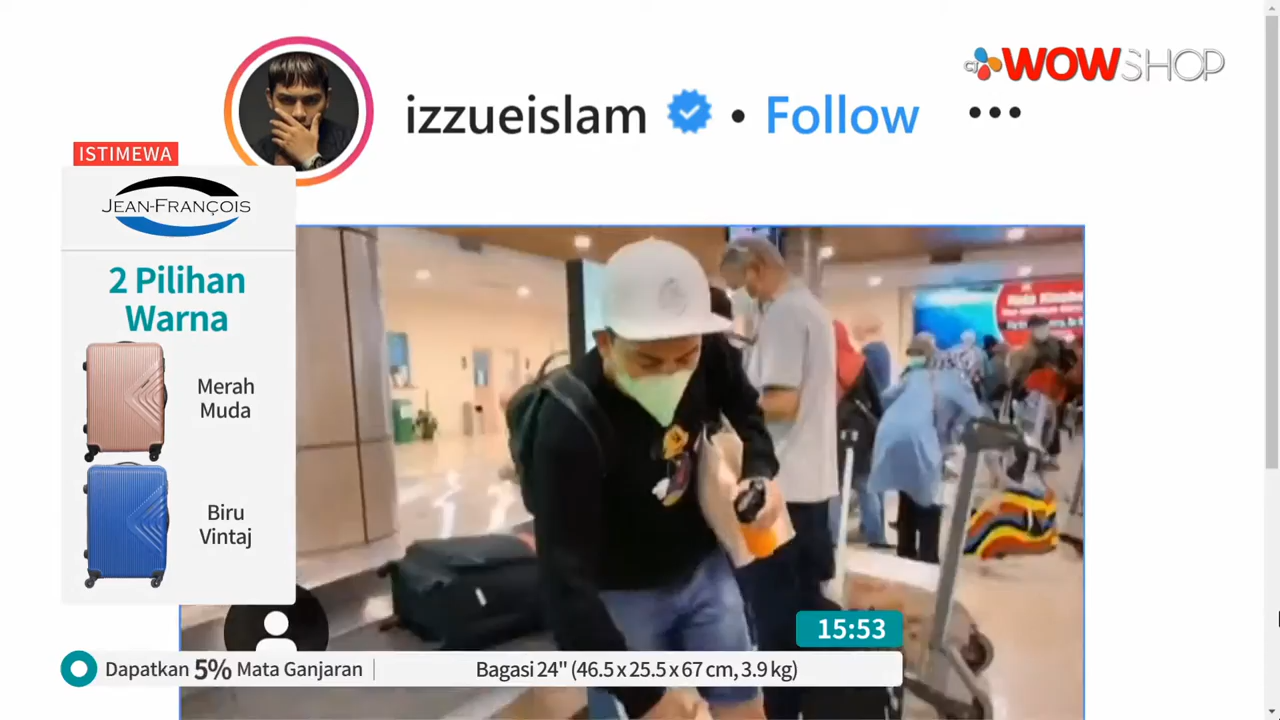 izzueislam • Follow •••
CJ WOWSHOP
ISTIMEWA
JEAN-FRANÇOIS
2 Pilihan
Warna
Merah
Muda
Biru
Vintaj
15:53
Dapatkan 5% Mata Ganjaran
Bagasi 24" (46.5 x 25.5 x 67 cm, 3.9 kg)